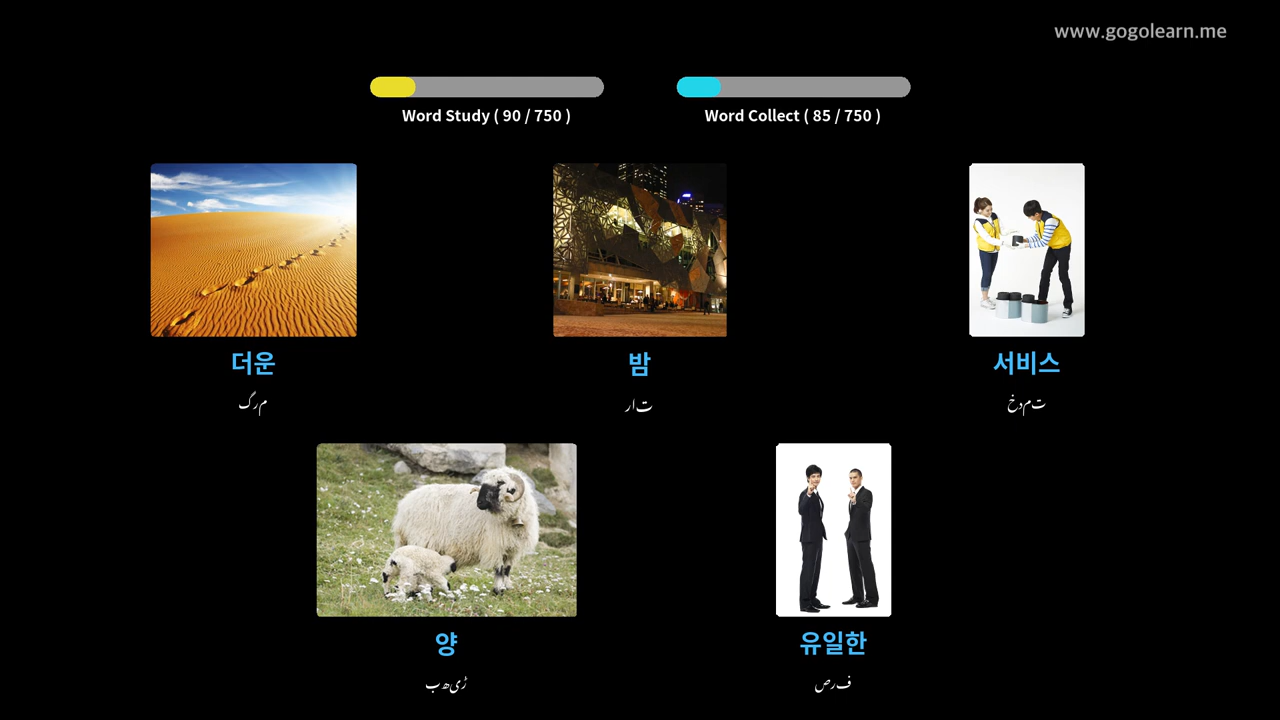 www.gogolearn.me
Word Study ( 90 / 750 )
Word Collect ( 85 / 750 )
더운
گرم
밤
رات
서비스
خدمت
양
بھیڑ
유일한
صرف